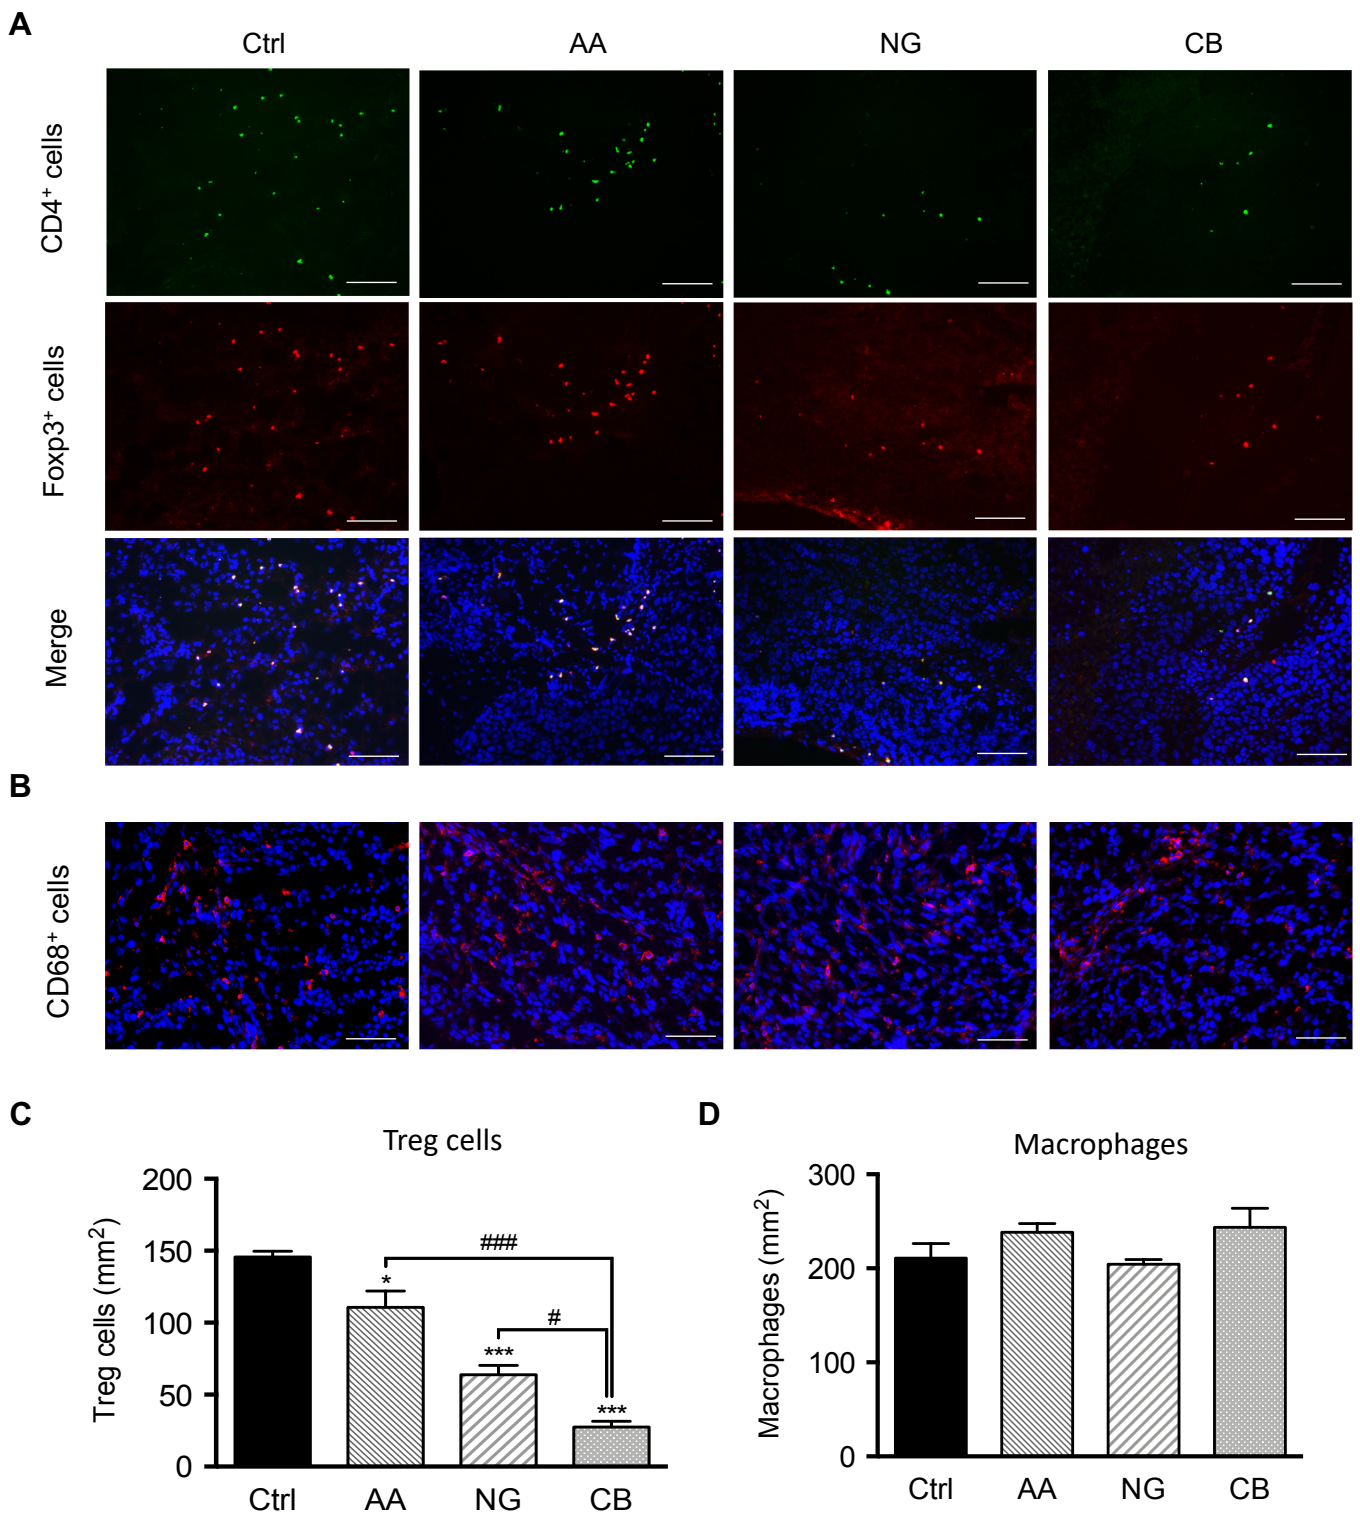 A
Ctrl AA NG CB
CD4⁺ cells
Foxp3⁺ cells
Merge
B
CD68⁺ cells
C
Treg cells
Treg cells (mm²)
200
150
100
50
0
###
#
*
***
***
Ctrl AA NG CB
D
Macrophages
Macrophages (mm²)
300
200
100
0
Ctrl AA NG CB